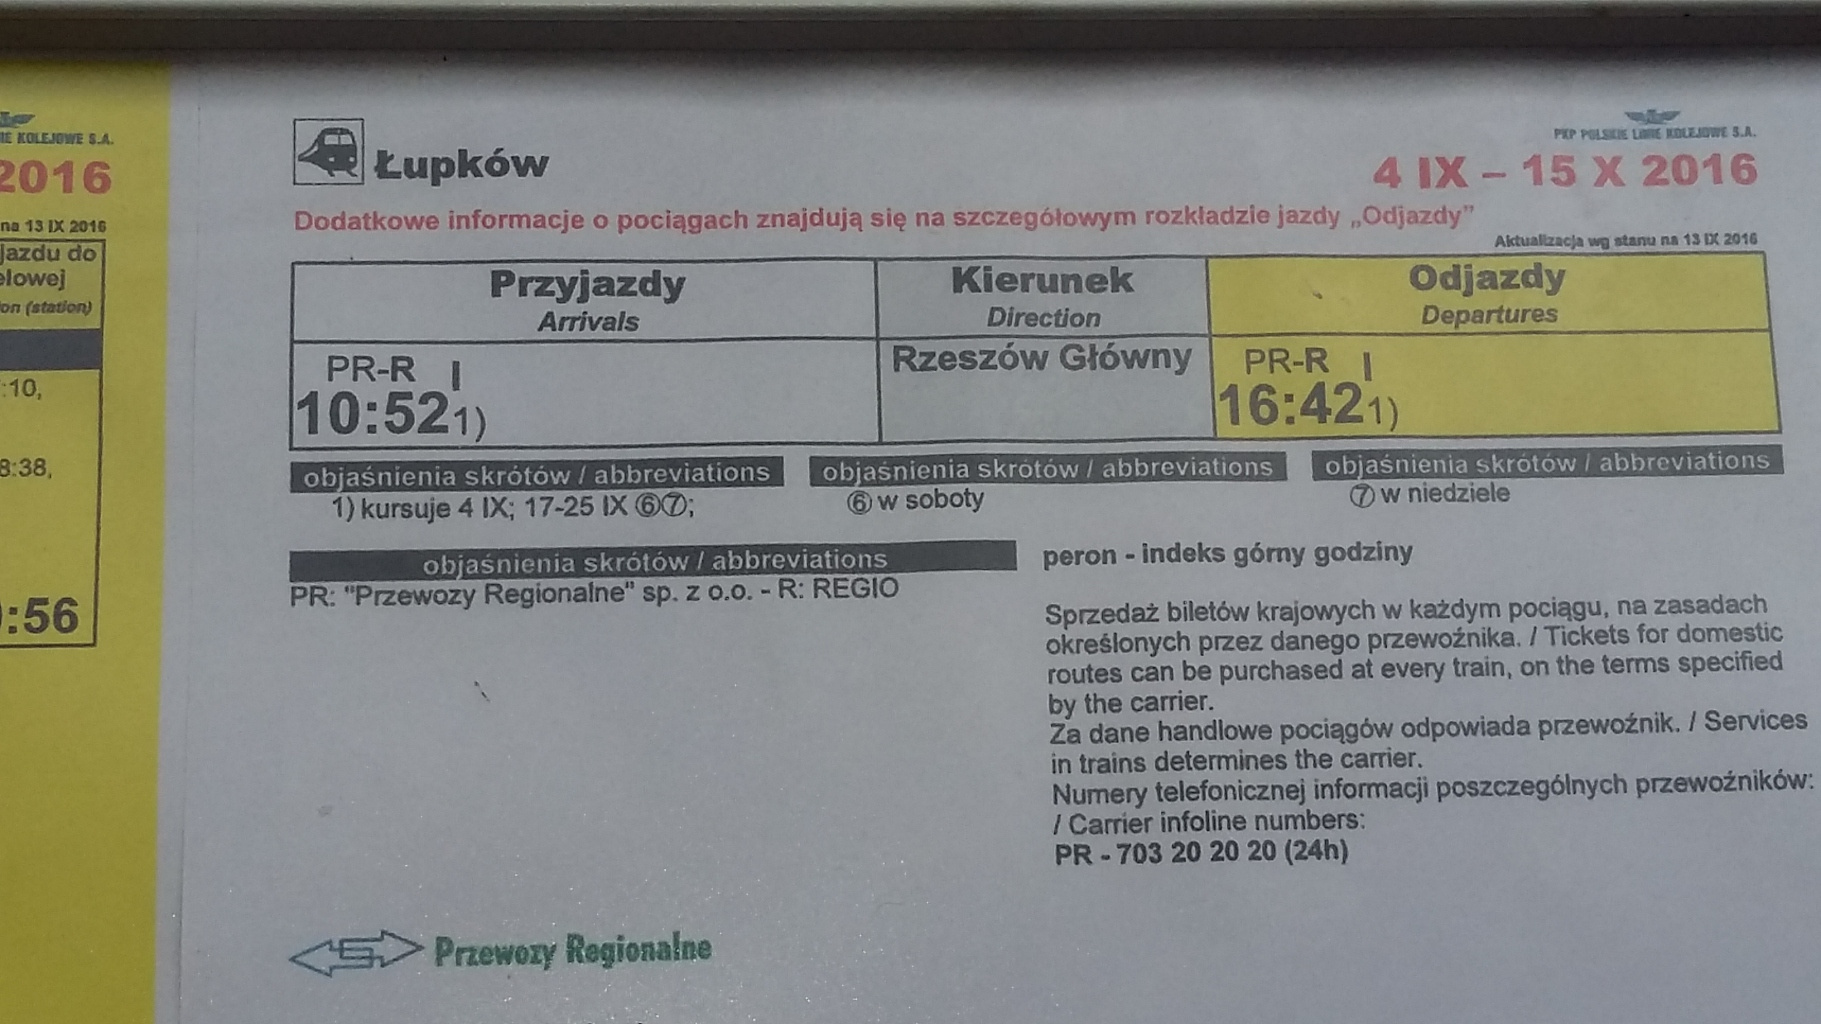 IE KOLEJOWE S.A.
2016
na 13 IX 2016
jazdu do
elowej
on (station)
:10,
8:38,
:56
Łupków
PKP POLSKIE LINIE KOLEJOWE S.A.
4 IX – 15 X 2016
Dodatkowe informacje o pociągach znajdują się na szczegółowym rozkładzie jazdy „Odjazdy”
Aktualizacja wg stanu na 13 IX 2016
Przyjazdy Kierunek Odjazdy
Arrivals Direction Departures
PR-R I Rzeszów Główny PR-R I
10:52 1) 16:42 1)
objaśnienia skrótów / abbreviations objaśnienia skrótów / abbreviations objaśnienia skrótów / abbreviations
1) kursuje 4 IX; 17-25 IX ⑥⑦; ⑥ w soboty ⑦ w niedziele
objaśnienia skrótów / abbreviations
PR: "Przewozy Regionalne" sp. z o.o. - R: REGIO
peron - indeks górny godziny
Sprzedaż biletów krajowych w każdym pociągu, na zasadach
określonych przez danego przewoźnika. / Tickets for domestic
routes can be purchased at every train, on the terms specified
by the carrier.
Za dane handlowe pociągów odpowiada przewoźnik. / Services
in trains determines the carrier.
Numery telefonicznej informacji poszczególnych przewoźników:
/ Carrier infoline numbers:
PR - 703 20 20 20 (24h)
Przewozy Regionalne